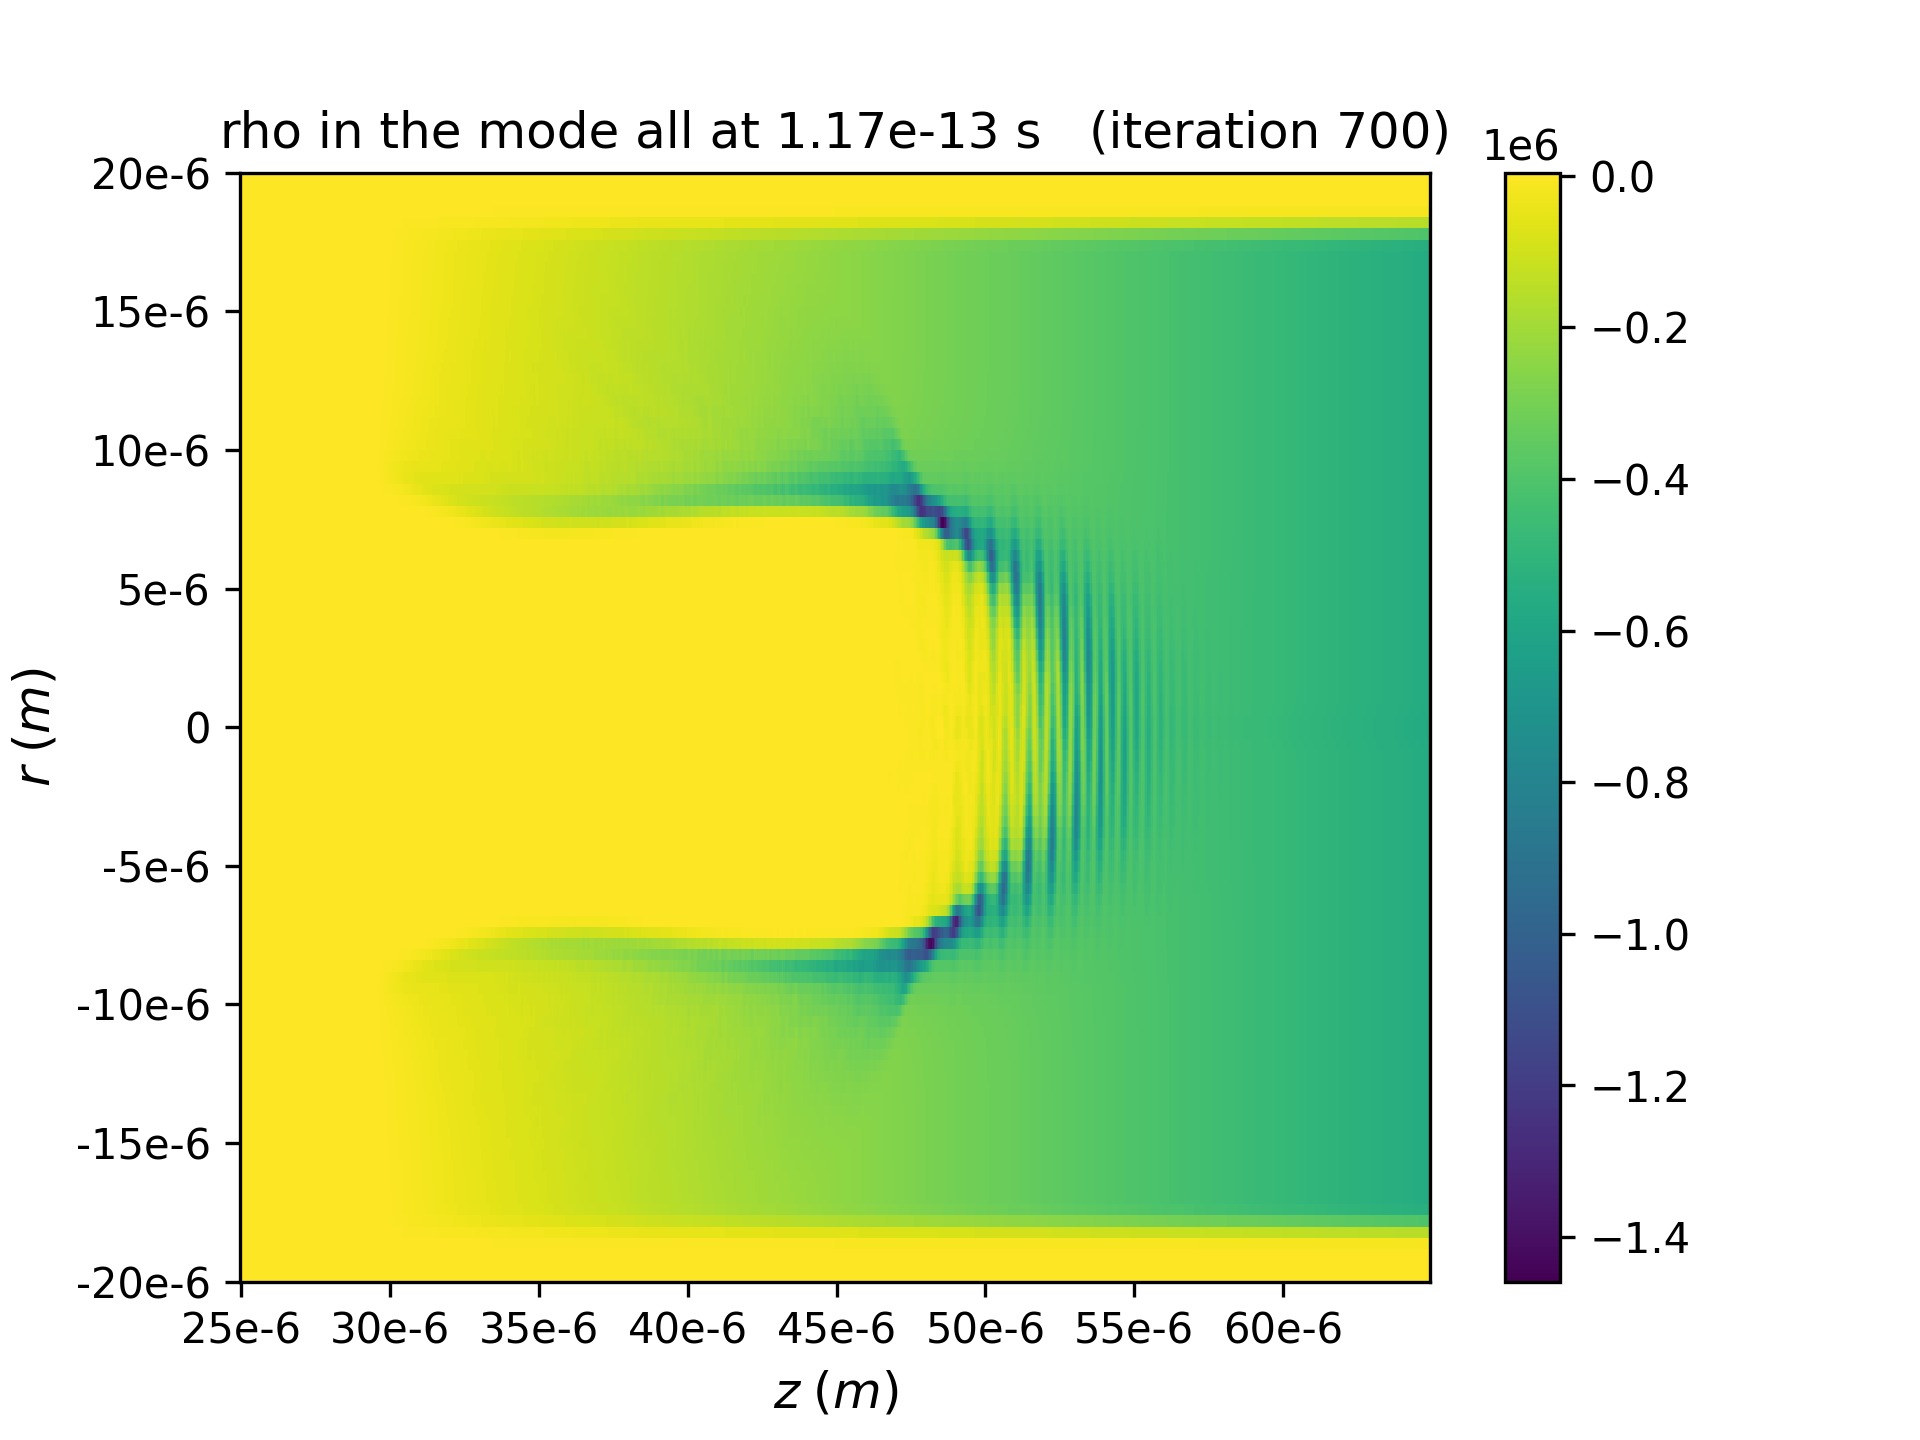 rho in the mode all at 1.17e-13 s   (iteration 700)
1e6
20e-6
15e-6
10e-6
5e-6
0
-5e-6
-10e-6
-15e-6
-20e-6
r (m)
25e-6 30e-6 35e-6 40e-6 45e-6 50e-6 55e-6 60e-6
z (m)
0.0
−0.2
−0.4
−0.6
−0.8
−1.0
−1.2
−1.4